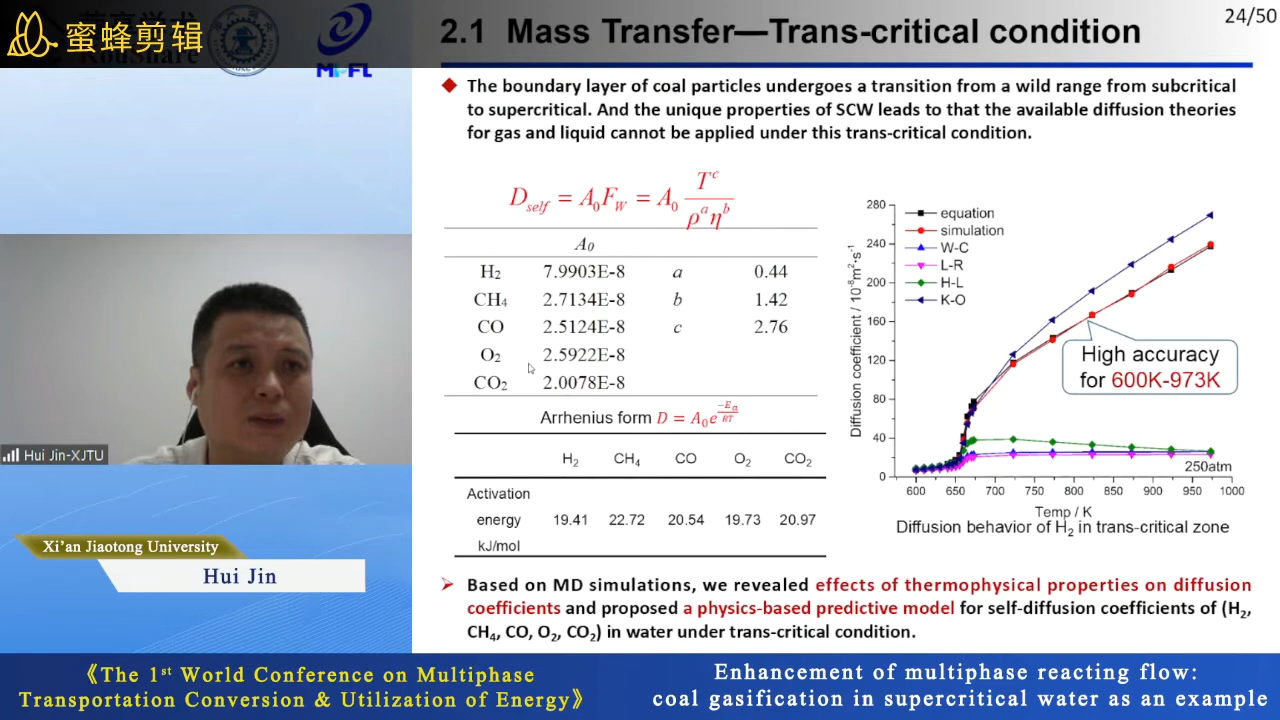 蜜蜂剪辑
MPFL
2.1 Mass Transfer—Trans-critical condition
24/50
The boundary layer of coal particles undergoes a transition from a wild range from subcritical
to supercritical. And the unique properties of SCW leads to that the available diffusion theories
for gas and liquid cannot be applied under this trans-critical condition.
D_self = A₀F_W = A₀ T^c / ρ^a η^b
A₀
H₂ 7.9903E-8 a 0.44
CH₄ 2.7134E-8 b 1.42
CO 2.5124E-8 c 2.76
O₂ 2.5922E-8
CO₂ 2.0078E-8
Arrhenius form D = A₀e^(-E_a/RT)
H₂ CH₄ CO O₂ CO₂
Activation
energy 19.41 22.72 20.54 19.73 20.97
kJ/mol
Diffusion coefficient / 10⁻⁸m²·s⁻¹
280
240
200
160
120
80
40
0
equation
simulation
W-C
L-R
H-L
K-O
High accuracy
for 600K-973K
250atm
600 650 700 750 800 850 900 950 1000
Temp / K
Diffusion behavior of H₂ in trans-critical zone
Based on MD simulations, we revealed effects of thermophysical properties on diffusion
coefficients and proposed a physics-based predictive model for self-diffusion coefficients of (H₂,
CH₄, CO, O₂, CO₂) in water under trans-critical condition.
Hui Jin-XJTU
Xi'an Jiaotong University
Hui Jin
《The 1st World Conference on Multiphase
Transportation Conversion & Utilization of Energy》
Enhancement of multiphase reacting flow:
coal gasification in supercritical water as an example